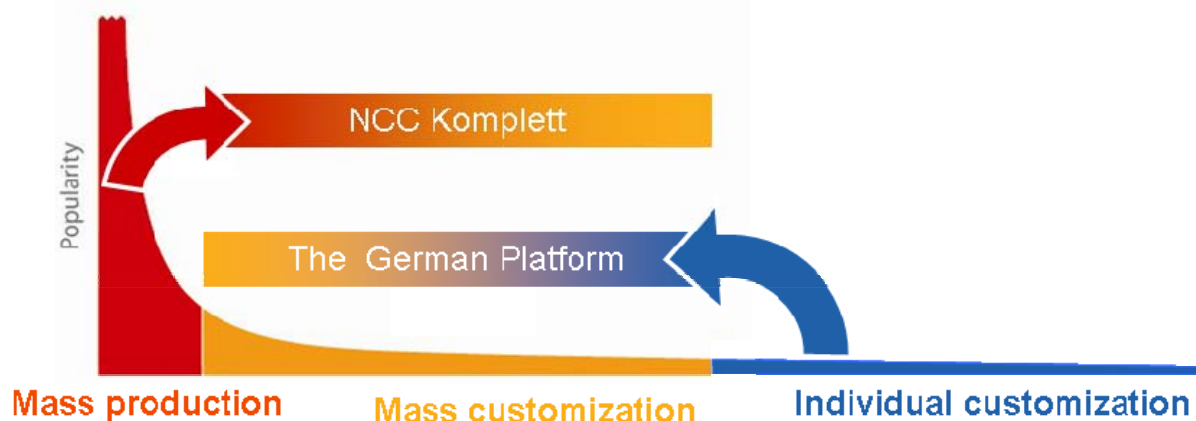 Popularity
NCC Komplett
The German Platform
Mass production
Mass customization
Individual customization